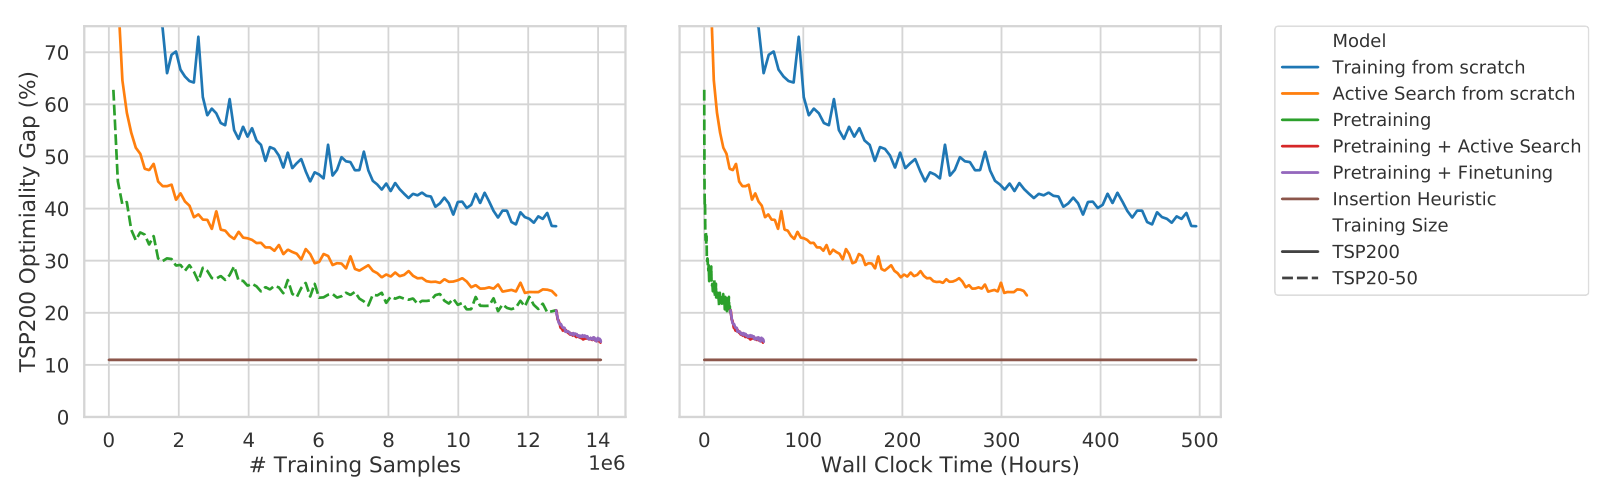 TSP200 Optimiality Gap (%)
70
60
50
40
30
20
10
0
0 2 4 6 8 10 12 14
1e6
# Training Samples
0 100 200 300 400 500
Wall Clock Time (Hours)
Model
Training from scratch
Active Search from scratch
Pretraining
Pretraining + Active Search
Pretraining + Finetuning
Insertion Heuristic
Training Size
TSP200
TSP20-50